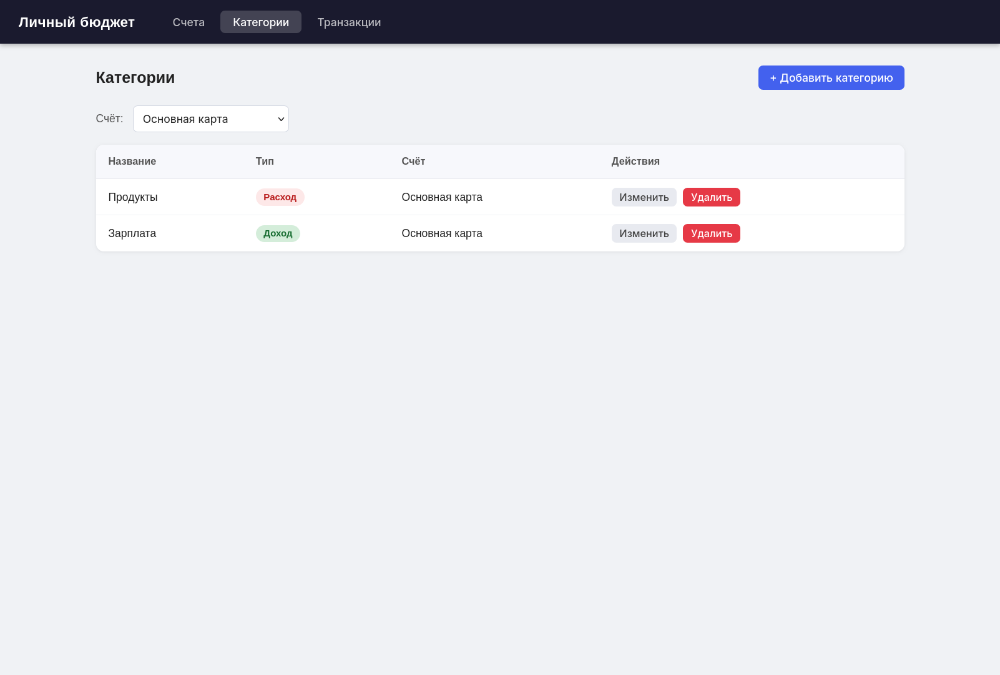 Личный бюджет Счета Категории Транзакции
Категории + Добавить категорию
Счёт: Основная карта
Название Тип Счёт Действия
Продукты Расход Основная карта Изменить Удалить
Зарплата Доход Основная карта Изменить Удалить